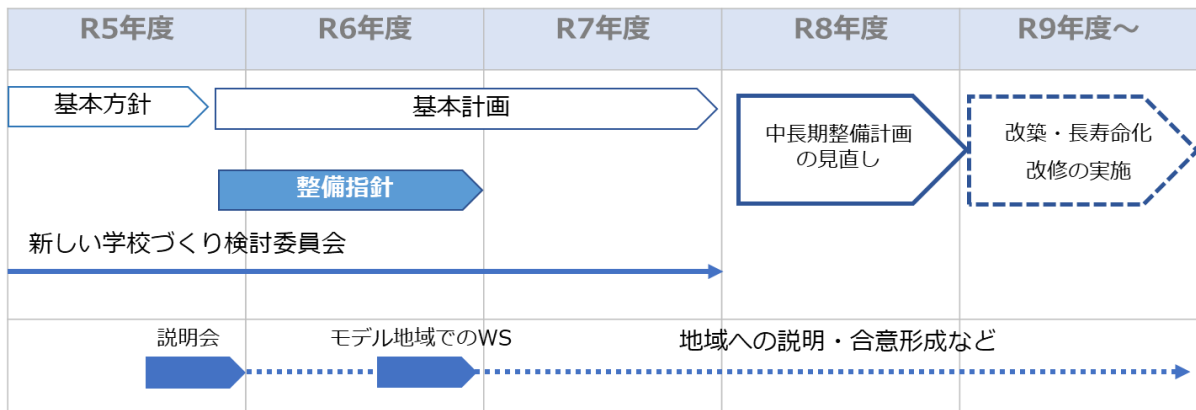 R5年度
R6年度
R7年度
R8年度
R9年度～
基本方針
基本計画
中長期整備計画
の見直し
改築・長寿命化
改修の実施
整備指針
新しい学校づくり検討委員会
説明会
モデル地域でのWS
地域への説明・合意形成など